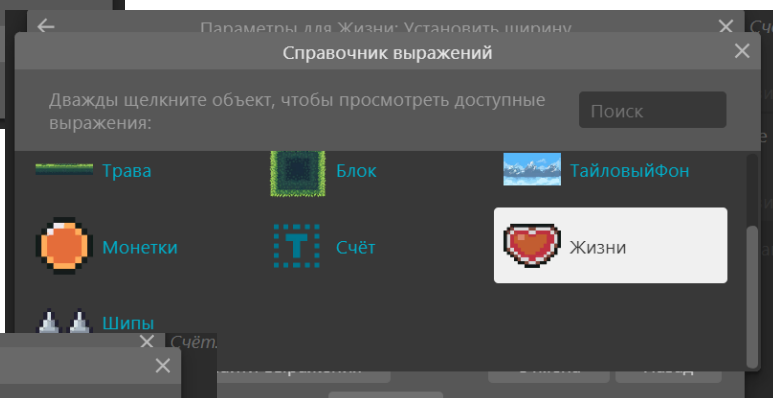 Параметры для Жизни: Установить ширину
Справочник выражений
Дважды щелкните объект, чтобы просмотреть доступные
выражения:
Поиск
Трава
Блок
ТайловыйФон
Монетки
Счёт
Жизни
Шипы
Счёт.